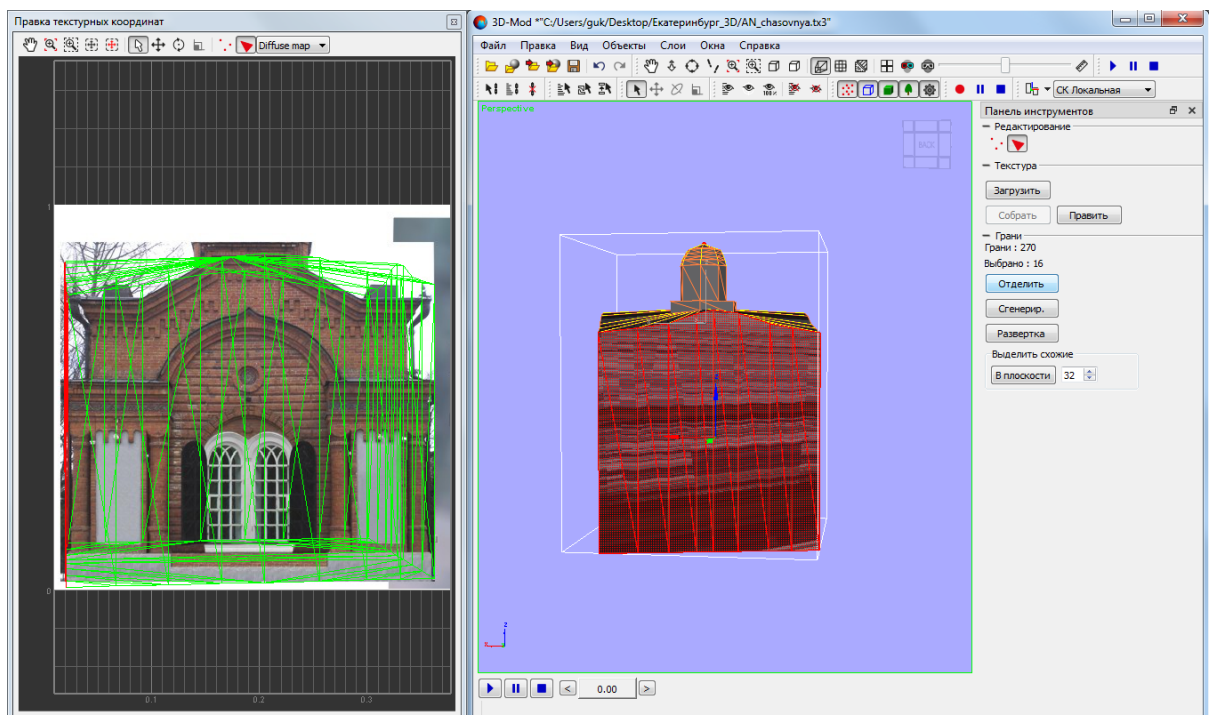 Правка текстурных координат
Diffuse map
1
0
0.1 0.2 0.3
3D-Mod *"C:/Users/guk/Desktop/Екатеринбург_3D/AN_chasovnya.tx3"
Файл Правка Вид Объекты Слои Окна Справка
100%
СК Локальная
Perspective
BACK
z
Панель инструментов
Редактирование
Текстура
Загрузить
Собрать Править
Грани
Грани : 270
Выбрано : 16
Отделить
Сгенерир.
Развертка
Выделить схожие
В плоскости 32
< 0.00 >